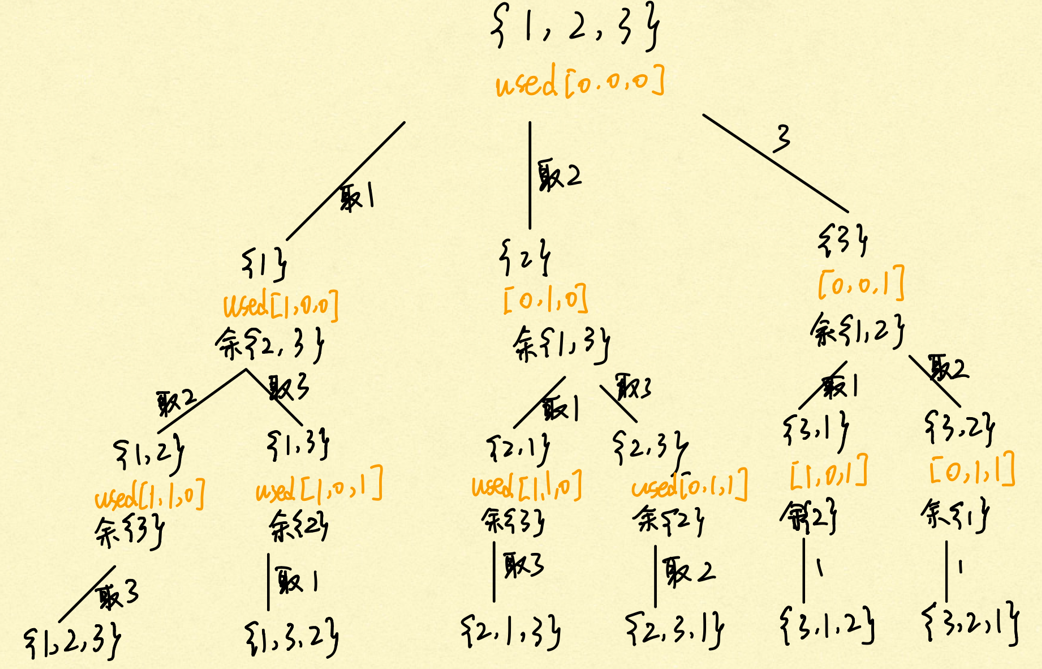 {1, 2, 3}
used[0.0,0]
取1
取2
3
{1}
{2}
{3}
used[1,0,0]
[0,1,0]
[0,0,1]
余{2,3}
余{1,3}
余{1,2}
取2
取3
取1
取3
取1
取2
{1,2}
{1,3}
{2,1}
{2,3}
{3,1}
{3,2}
used[1,1,0]
used[1,0,1]
used[1,1,0]
used[0,1,1]
[1,0,1]
[0,1,1]
余{3}
余{2}
余{3}
余{2}
余{2}
余{1}
取3
取1
取3
取2
1
1
{1,2,3}
{1,3,2}
{2,1,3}
{2,3,1}
{3,1,2}
{3,2,1}